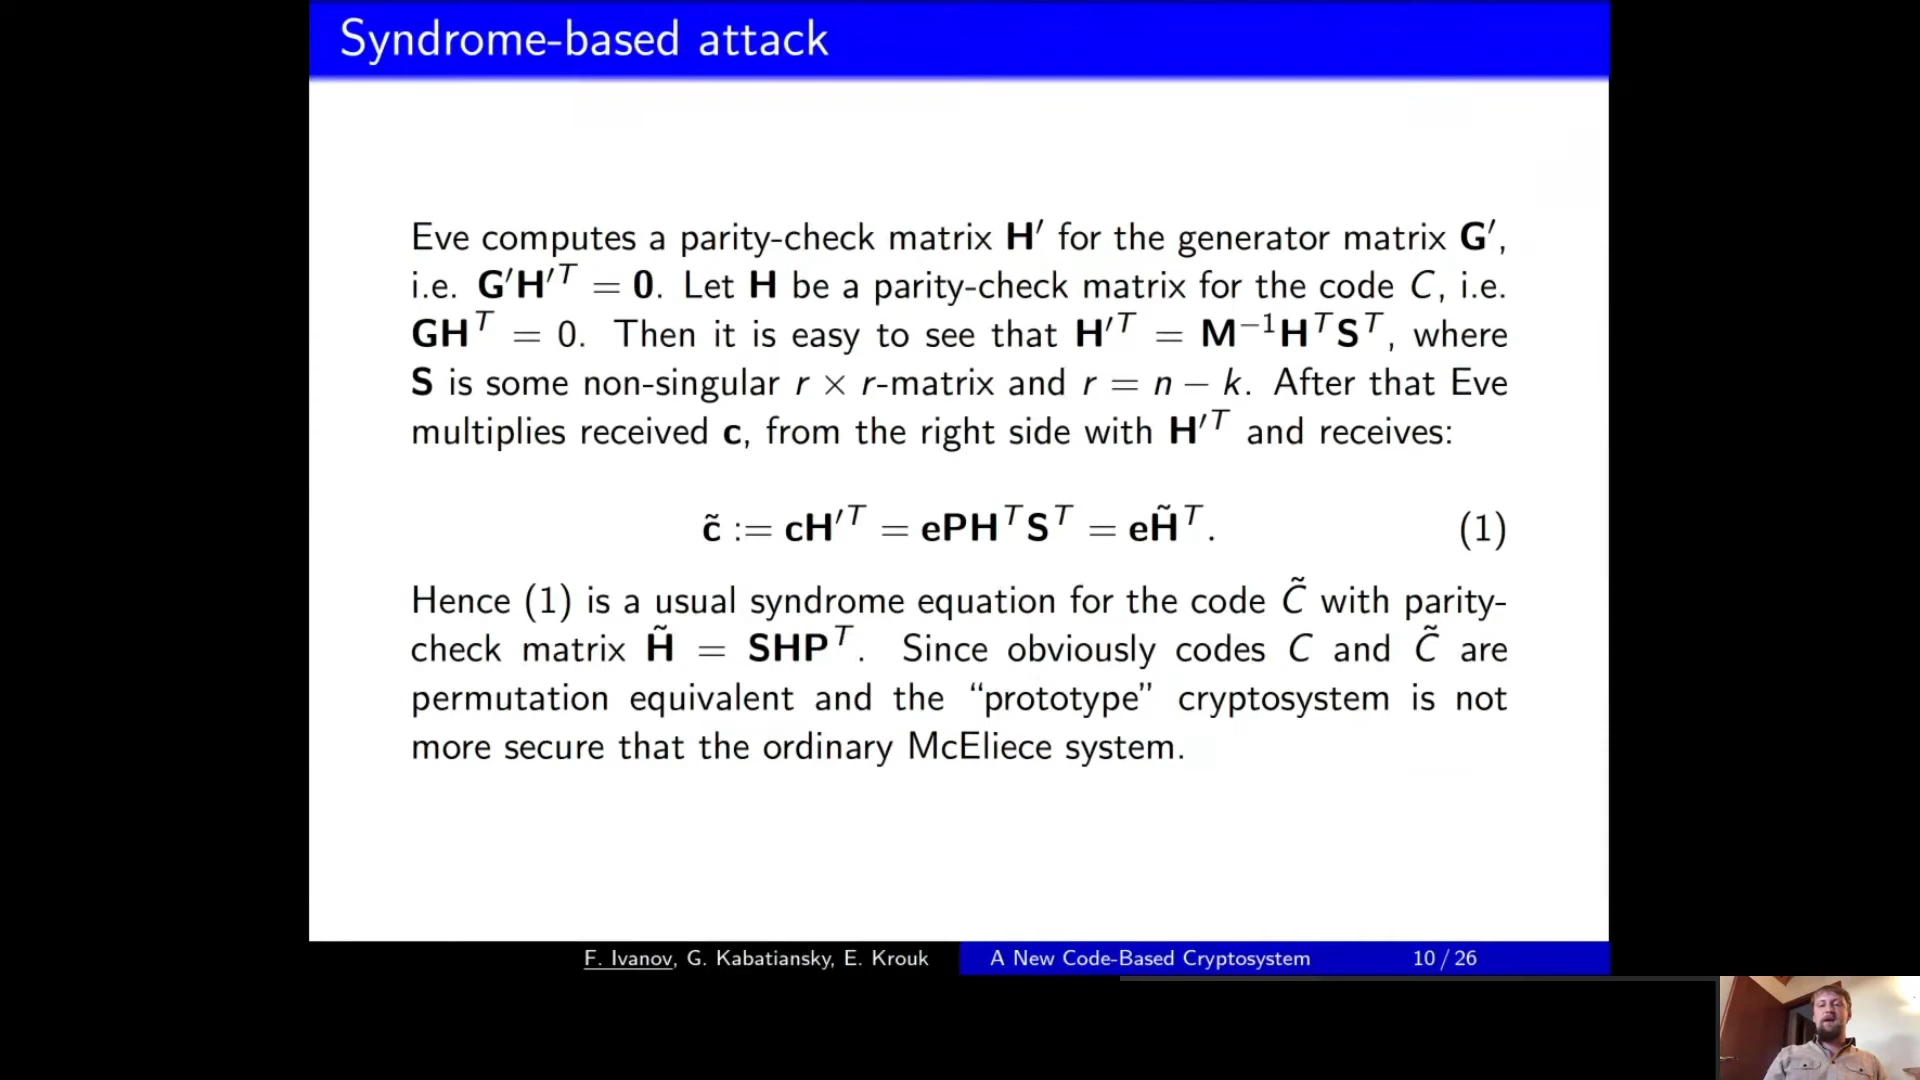 Syndrome-based attack
Eve computes a parity-check matrix H′ for the generator matrix G′,
i.e. G′H′ᵀ = 0. Let H be a parity-check matrix for the code C, i.e.
GHᵀ = 0. Then it is easy to see that H′ᵀ = M⁻¹HᵀSᵀ, where
S is some non-singular r × r-matrix and r = n − k. After that Eve
multiplies received c, from the right side with H′ᵀ and receives:
c̃ := cH′ᵀ = ePHᵀSᵀ = eH̃ᵀ. (1)
Hence (1) is a usual syndrome equation for the code C̃ with parity-
check matrix H̃ = SHPᵀ. Since obviously codes C and C̃ are
permutation equivalent and the “prototype” cryptosystem is not
more secure that the ordinary McEliece system.
F. Ivanov, G. Kabatiansky, E. Krouk A New Code-Based Cryptosystem 10 / 26